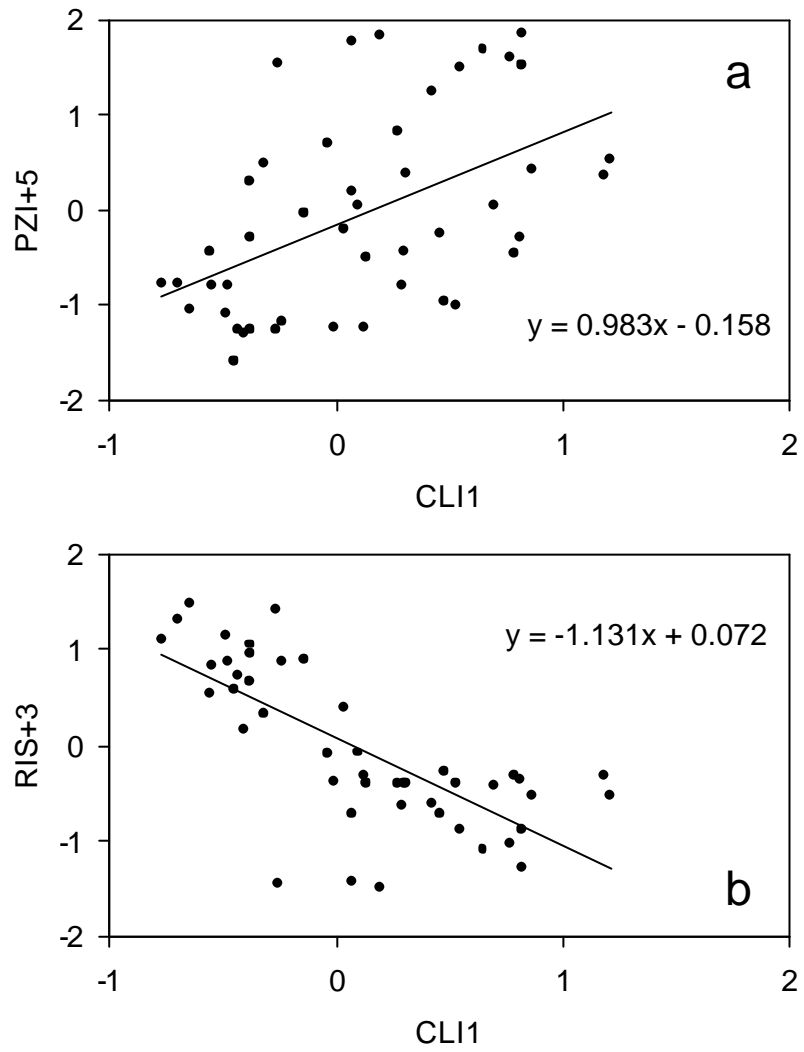 2
a
1
PZI+5
0
-1
y = 0.983x - 0.158
-2
-1 0 1 2
CLI1
2
y = -1.131x + 0.072
1
RIS+3
0
-1
b
-2
-1 0 1 2
CLI1